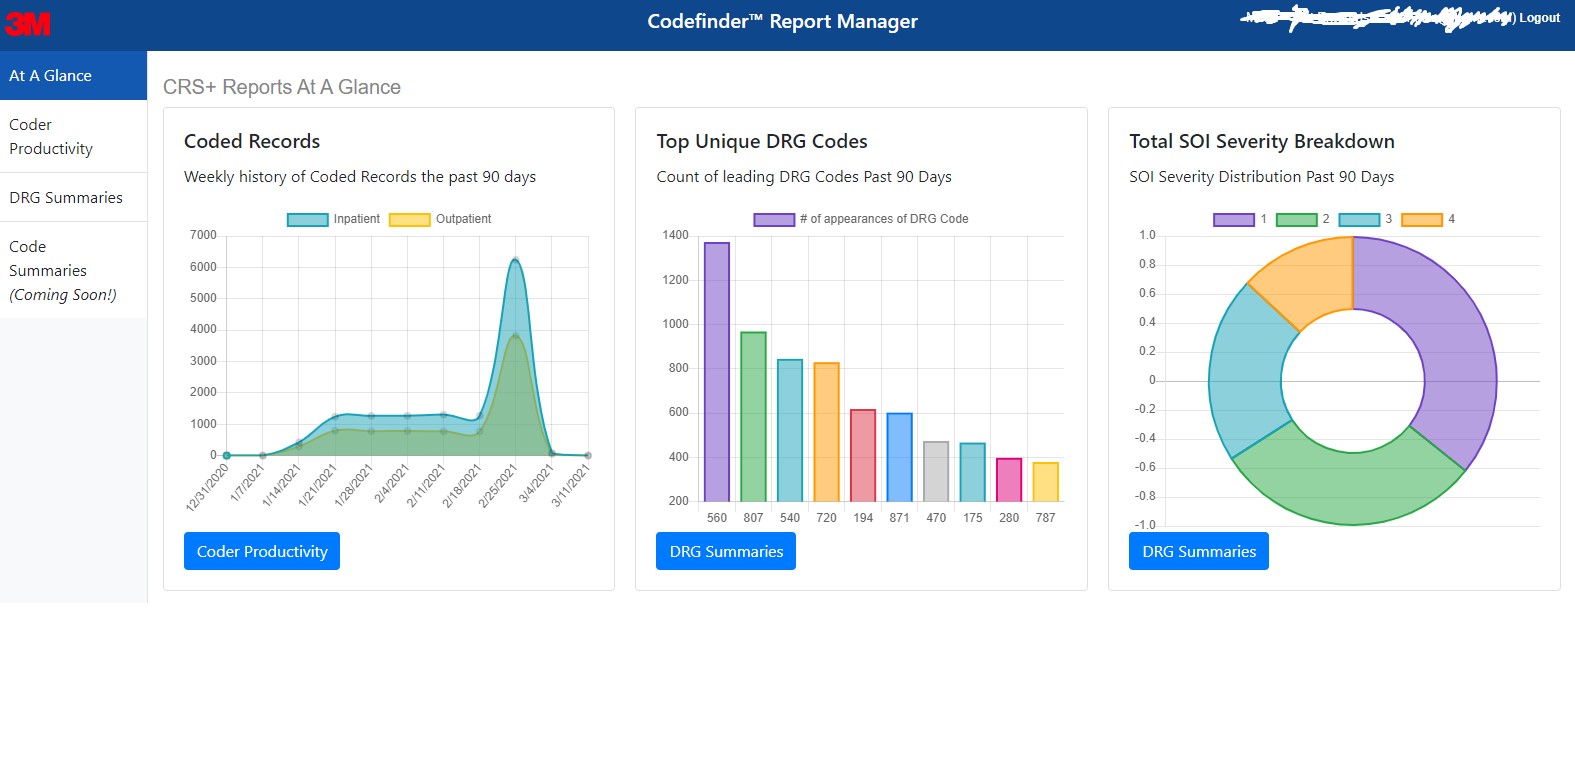 3M
Codefinder™ Report Manager
Logout
At A Glance
Coder
Productivity
DRG Summaries
Code
Summaries
(Coming Soon!)
CRS+ Reports At A Glance
Coded Records
Weekly history of Coded Records the past 90 days
Inpatient Outpatient
7000
6000
5000
4000
3000
2000
1000
0
12/31/2020 1/7/2021 1/14/2021 1/21/2021 1/28/2021 2/4/2021 2/11/2021 2/18/2021 2/25/2021 3/4/2021 3/11/2021
Coder Productivity
Top Unique DRG Codes
Count of leading DRG Codes Past 90 Days
# of appearances of DRG Code
1400
1200
1000
800
600
400
200
560 807 540 720 194 871 470 175 280 787
DRG Summaries
Total SOI Severity Breakdown
SOI Severity Distribution Past 90 Days
1 2 3 4
1.0
0.8
0.6
0.4
0.2
0
-0.2
-0.4
-0.6
-0.8
-1.0
DRG Summaries